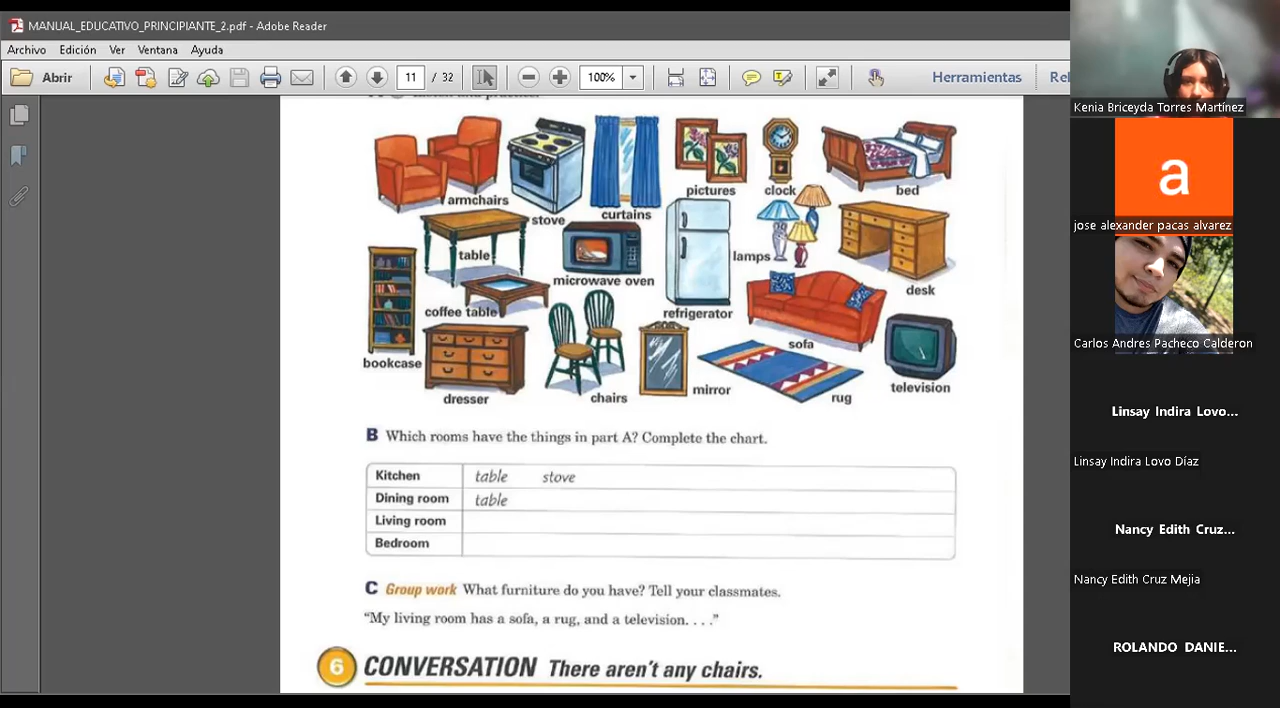 MANUAL_EDUCATIVO_PRINCIPIANTE_2.pdf - Adobe Reader
Archivo Edición Ver Ventana Ayuda
Abrir 11 / 32 100% Herramientas
armchairs
stove
curtains
pictures
clock
bed
table
microwave oven
lamps
desk
coffee table
refrigerator
sofa
bookcase
dresser
chairs
mirror
rug
television
B Which rooms have the things in part A? Complete the chart.
Kitchen table stove
Dining room table
Living room
Bedroom
C Group work What furniture do you have? Tell your classmates.
“My living room has a sofa, a rug, and a television. . . .”
6 CONVERSATION There aren't any chairs.
Kenia Briceyda Torres Martínez
a
jose alexander pacas alvarez
Carlos Andres Pacheco Calderon
Linsay Indira Lovo...
Linsay Indira Lovo Díaz
Nancy Edith Cruz...
Nancy Edith Cruz Mejia
ROLANDO DANIE...